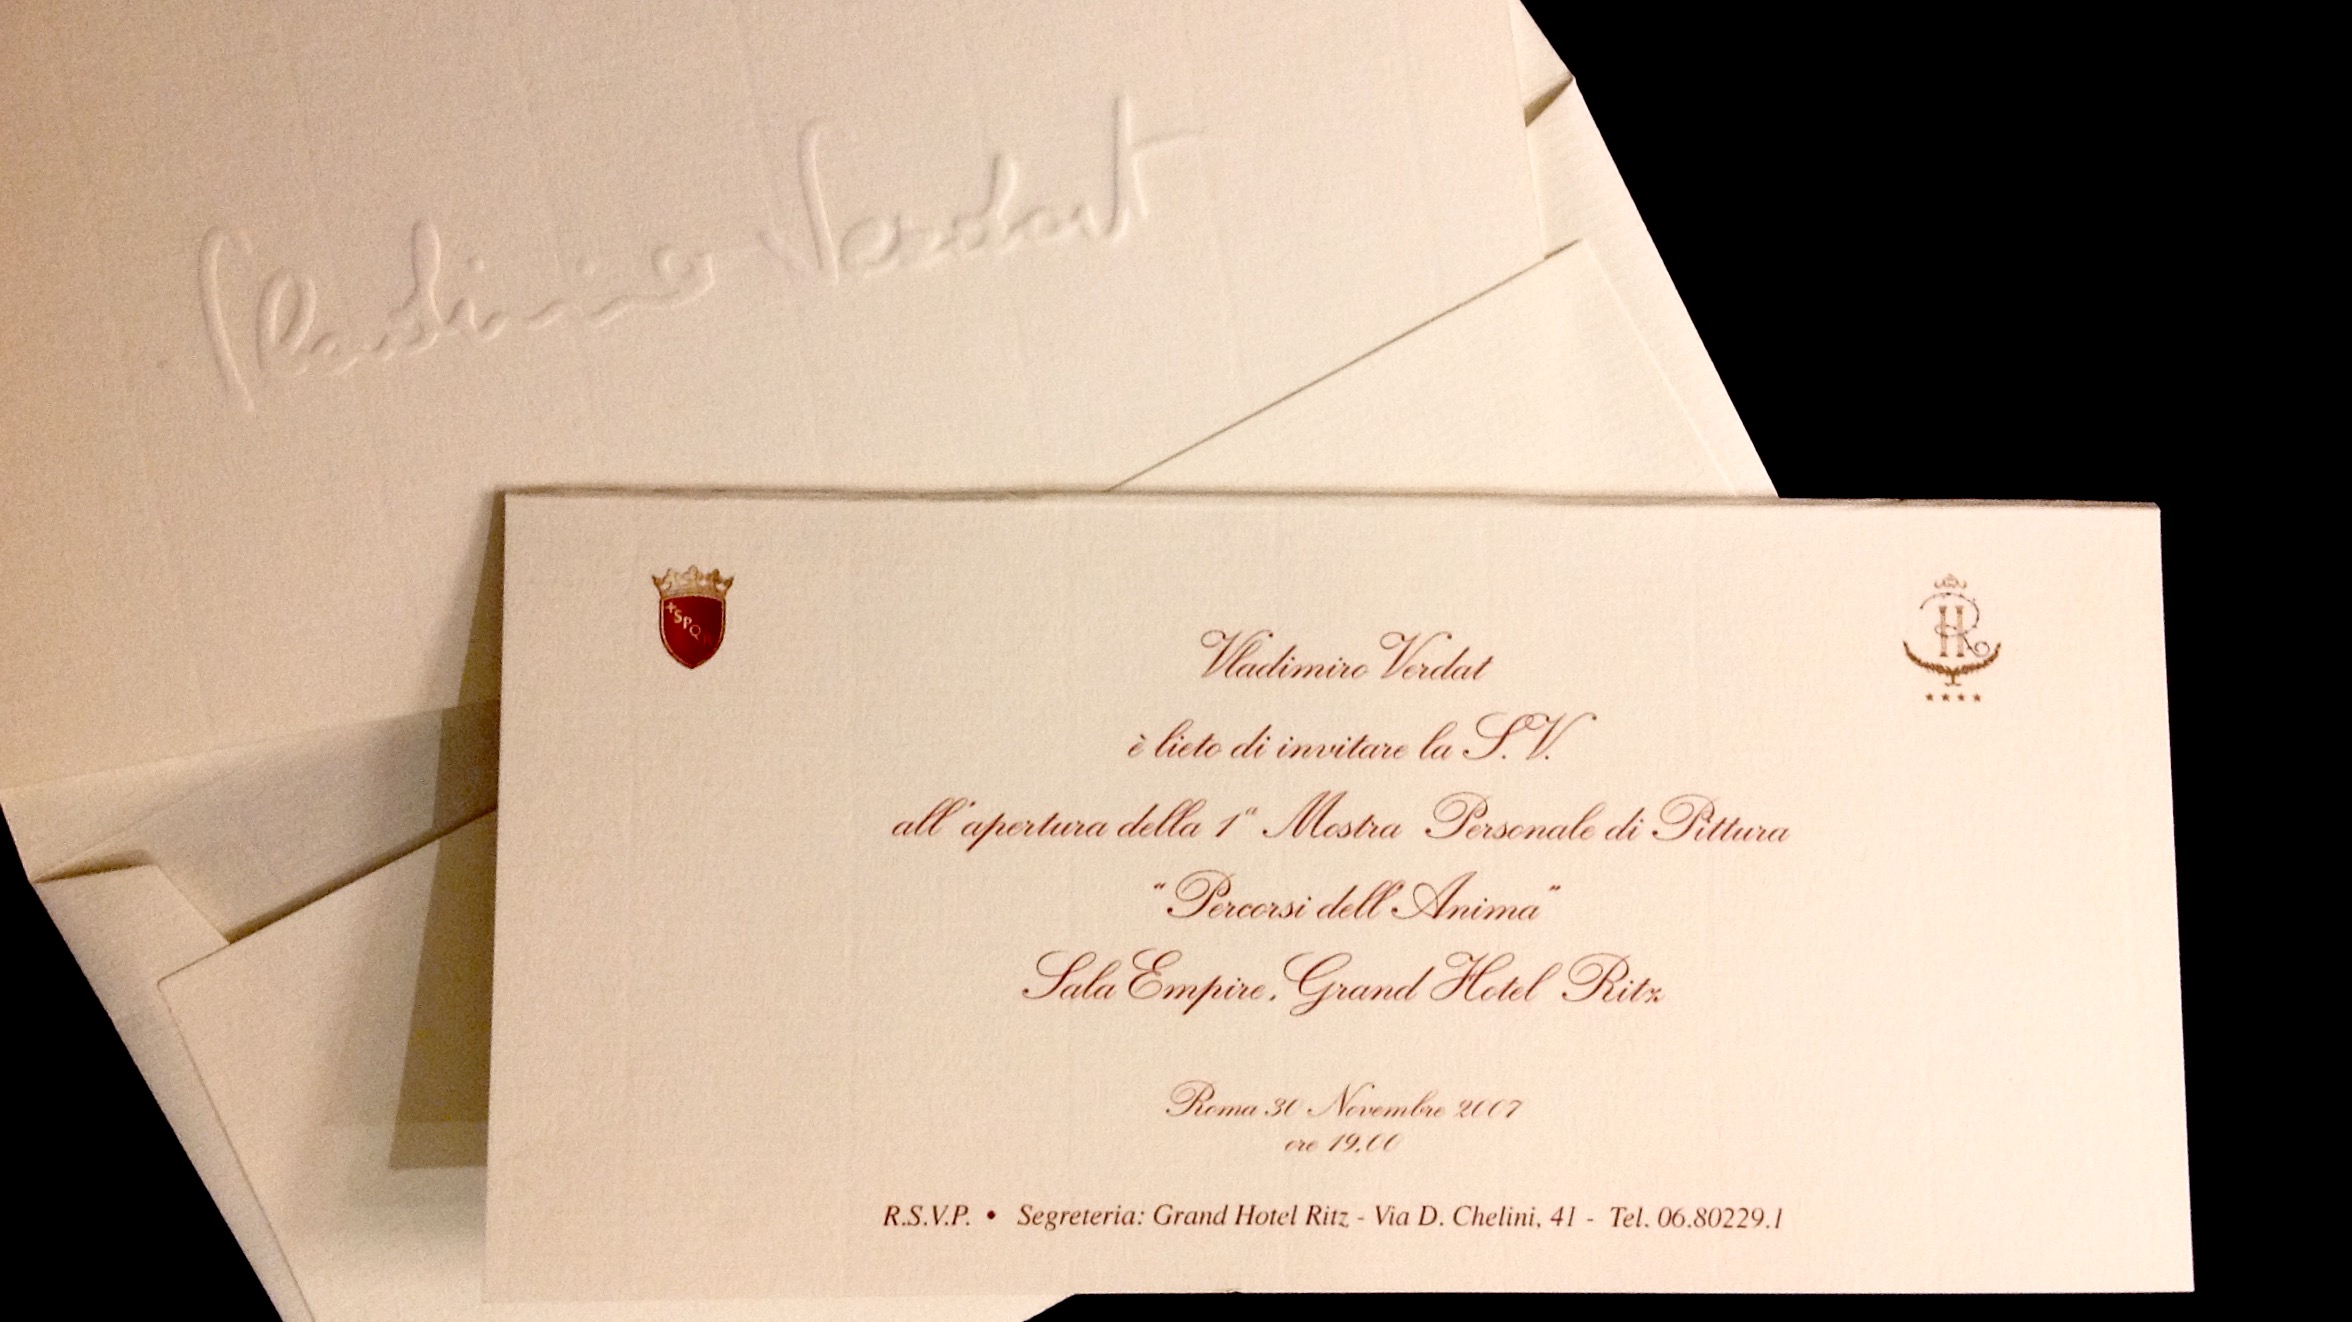 Vladimiro Verdat
SPQR
HR
Vladimiro Verdat
è lieto di invitare la S.V.
all'apertura della 1ª Mostra Personale di Pittura
"Percorsi dell'Anima"
Sala Empire, Grand Hotel Ritz
Roma 30 Novembre 2007
ore 19.00
R.S.V.P. • Segreteria: Grand Hotel Ritz - Via D. Chelini, 41 - Tel. 06.80229.1